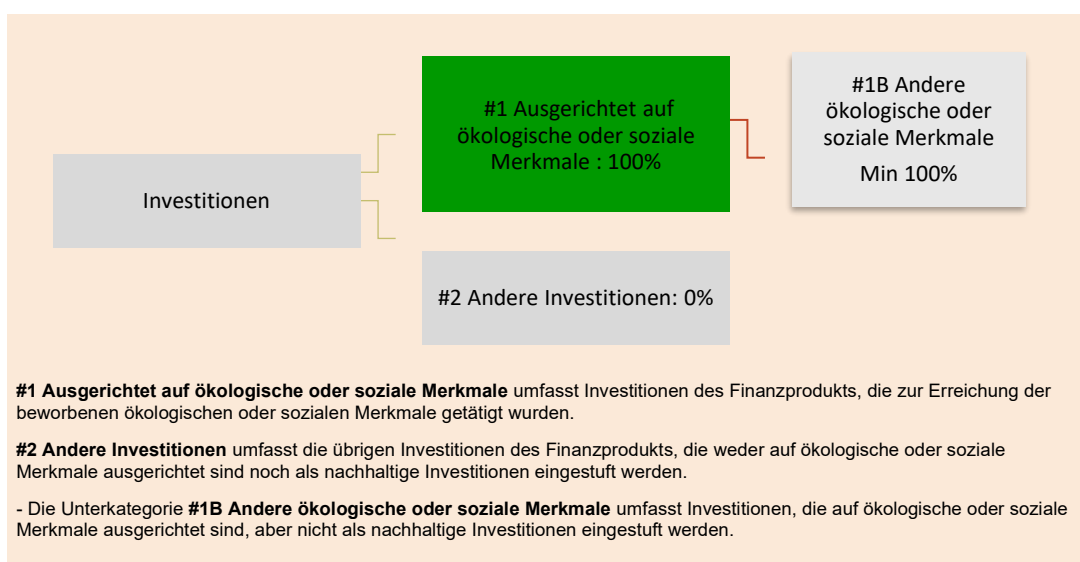 #1 Ausgerichtet auf
ökologische oder soziale
Merkmale : 100%
#1B Andere
ökologische oder
soziale Merkmale
Min 100%
Investitionen
#2 Andere Investitionen: 0%
#1 Ausgerichtet auf ökologische oder soziale Merkmale umfasst Investitionen des Finanzprodukts, die zur Erreichung der
beworbenen ökologischen oder sozialen Merkmale getätigt wurden.
#2 Andere Investitionen umfasst die übrigen Investitionen des Finanzprodukts, die weder auf ökologische oder soziale
Merkmale ausgerichtet sind noch als nachhaltige Investitionen eingestuft werden.
- Die Unterkategorie #1B Andere ökologische oder soziale Merkmale umfasst Investitionen, die auf ökologische oder soziale
Merkmale ausgerichtet sind, aber nicht als nachhaltige Investitionen eingestuft werden.